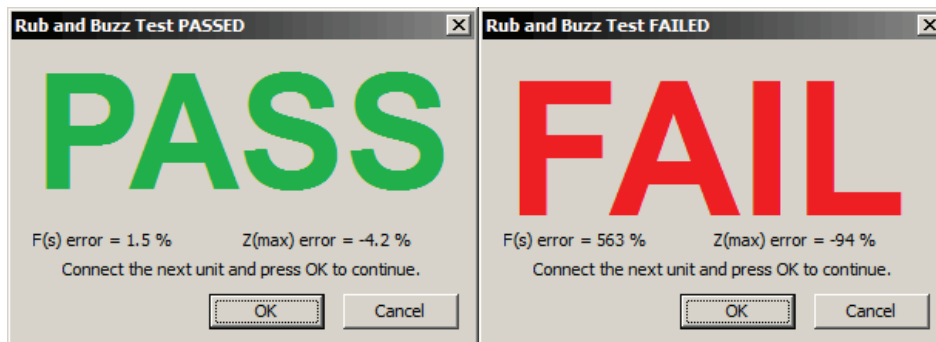 Rub and Buzz Test PASSED
PASS
F(s) error = 1.5 % Z(max) error = -4.2 %
Connect the next unit and press OK to continue.
OK Cancel
Rub and Buzz Test FAILED
FAIL
F(s) error = 563 % Z(max) error = -94 %
Connect the next unit and press OK to continue.
OK Cancel